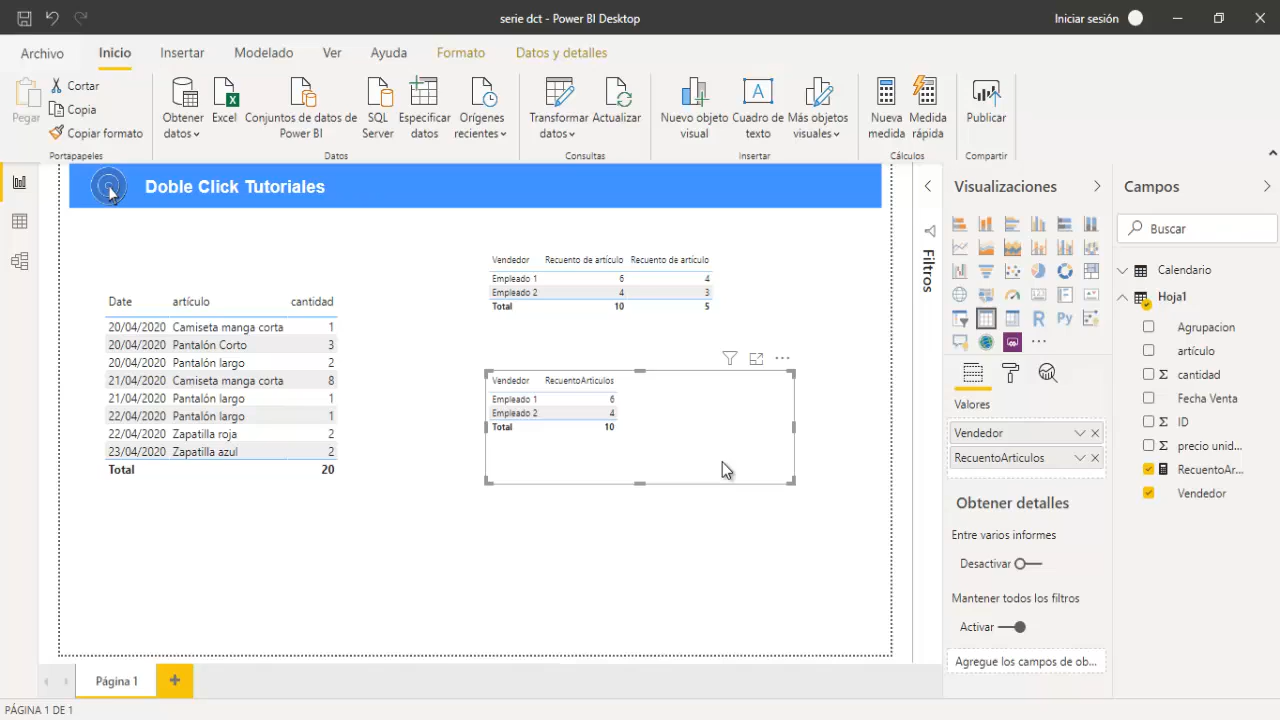 serie dct - Power BI Desktop
Iniciar sesión
Archivo Inicio Insertar Modelado Ver Ayuda Formato Datos y detalles
Pegar
Cortar
Copia
Copiar formato
Portapapeles
Obtener datos
Excel
Conjuntos de datos de Power BI
SQL Server
Especificar datos
Orígenes recientes
Datos
Transformar datos
Actualizar
Consultas
Nuevo objeto visual
Cuadro de texto
Más objetos visuales
Insertar
Nueva medida
Medida rápida
Cálculos
Publicar
Compartir
Doble Click Tutoriales
Date artículo cantidad
20/04/2020 Camiseta manga corta 1
20/04/2020 Pantalón Corto 3
20/04/2020 Pantalón largo 2
21/04/2020 Camiseta manga corta 8
21/04/2020 Pantalón largo 1
22/04/2020 Pantalón largo 1
22/04/2020 Zapatilla roja 2
23/04/2020 Zapatilla azul 2
Total 20
Vendedor Recuento de artículo Recuento de artículo
Empleado 1 6 4
Empleado 2 4 3
Total 10 5
Vendedor RecuentoArticulos
Empleado 1 6
Empleado 2 4
Total 10
Filtros
Visualizaciones
R Py
Valores
Vendedor
RecuentoArticulos
Obtener detalles
Entre varios informes
Desactivar
Mantener todos los filtros
Activar
Agregue los campos de ob...
Campos
Buscar
Calendario
Hoja1
Agrupacion
artículo
Σ cantidad
Fecha Venta
Σ ID
Σ precio unid...
RecuentoAr...
Vendedor
Página 1
PÁGINA 1 DE 1